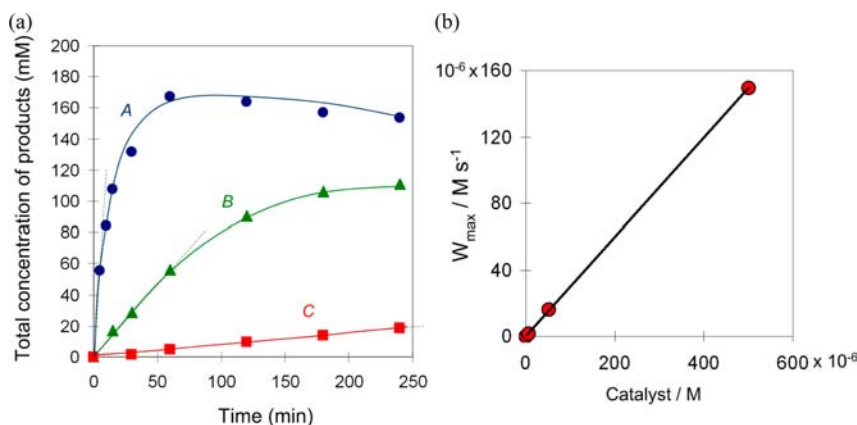 (a)
Total concentration of products (mM)
200
180
160
140
120
100
80
60
40
20
0
A
B
C
0 50 100 150 200 250
Time (min)
(b)
10⁻⁶ x 160
120
80
40
0
W max / M s⁻¹
0 200 400 600 x 10⁻⁶
Catalyst / M